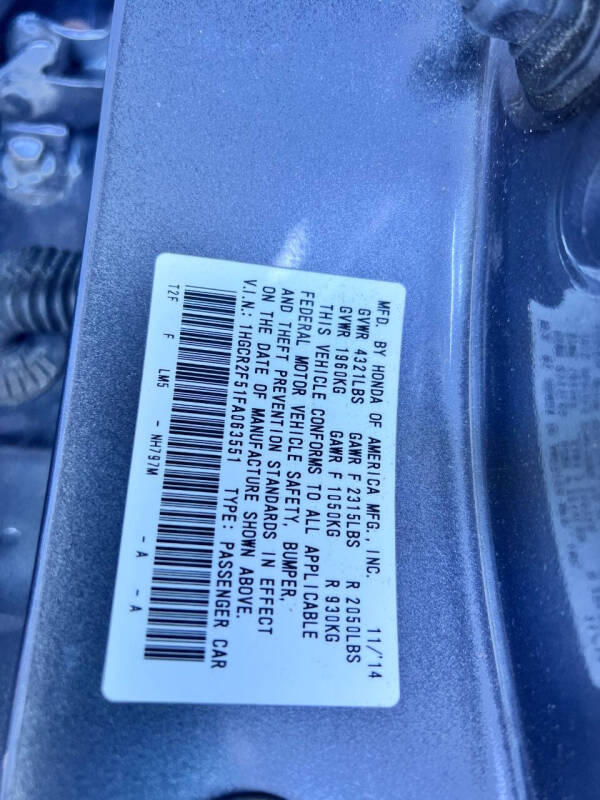 MFD. BY HONDA OF AMERICA MFG., INC. 11/'14
GVWR 4321LBS GAWR F 2315LBS R 2050LBS
GVWR 1960KG GAWR F 1050KG R 930KG
THIS VEHICLE CONFORMS TO ALL APPLICABLE
FEDERAL MOTOR VEHICLE SAFETY, BUMPER,
AND THEFT PREVENTION STANDARDS IN EFFECT
ON THE DATE OF MANUFACTURE SHOWN ABOVE.
V.I.N.: 1HGCR2F51FA063551 TYPE: PASSENGER CAR
T2F F LM5 - NH797M - A - A